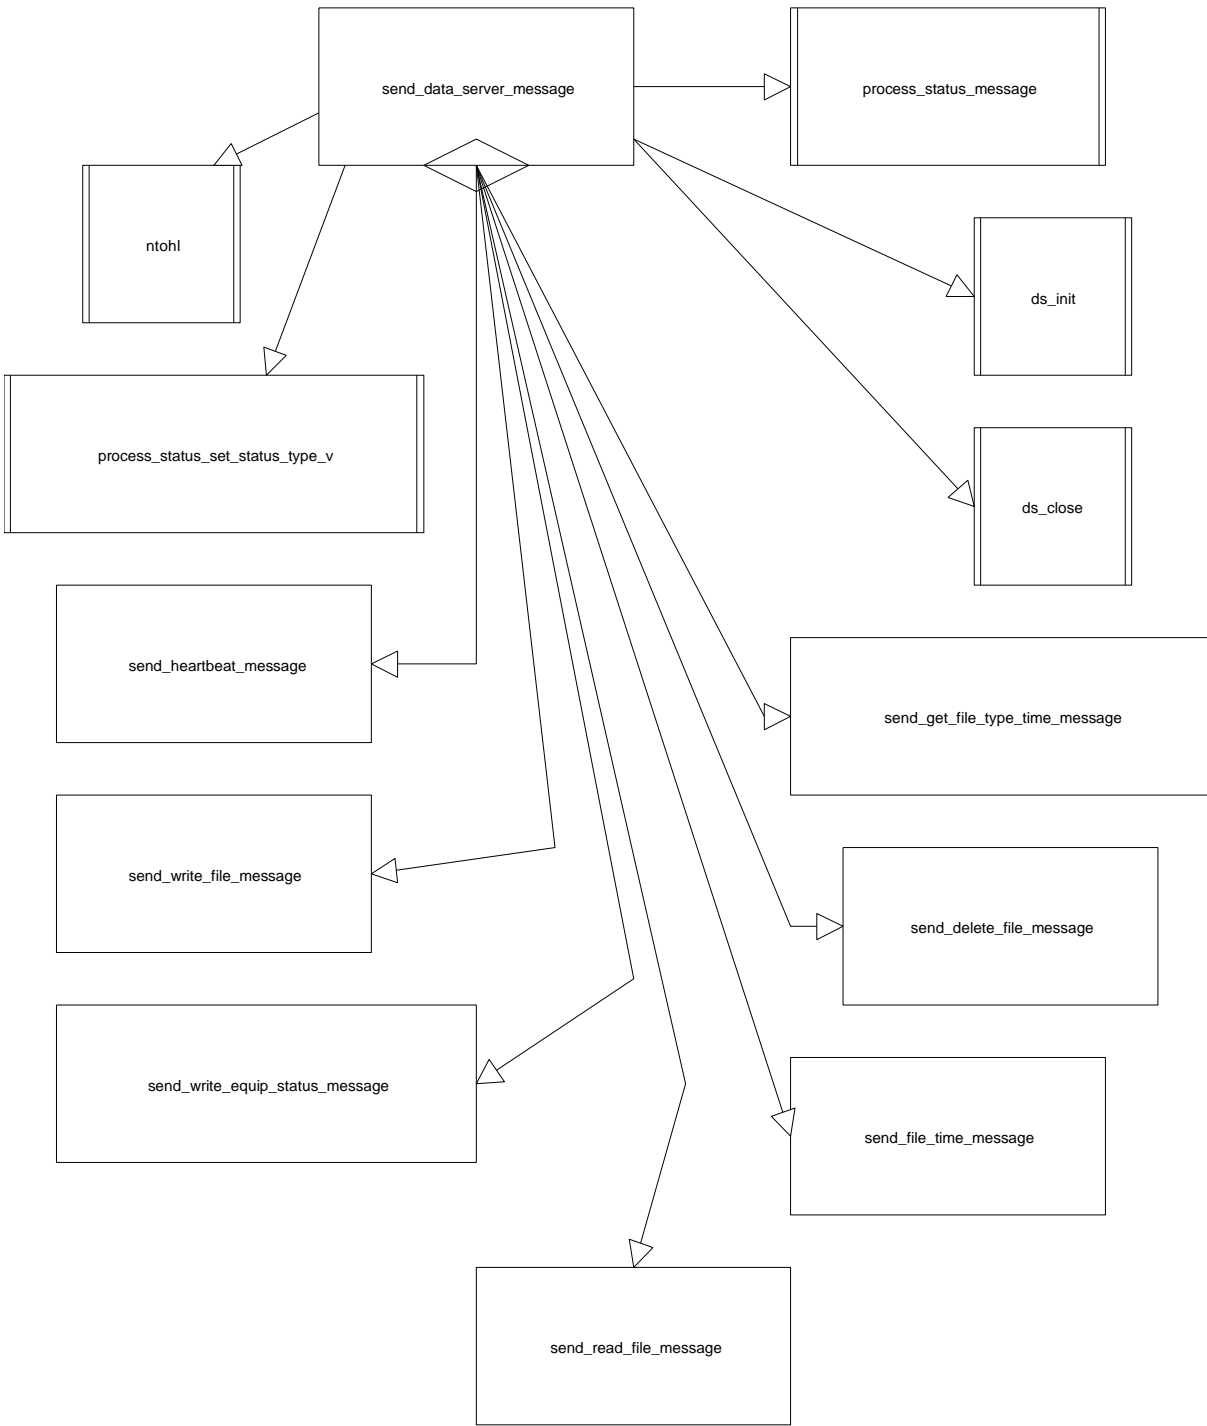 send_data_server_message
process_status_message
ntohl
ds_init
process_status_set_status_type_v
ds_close
send_heartbeat_message
send_get_file_type_time_message
send_write_file_message
send_delete_file_message
send_write_equip_status_message
send_file_time_message
send_read_file_message